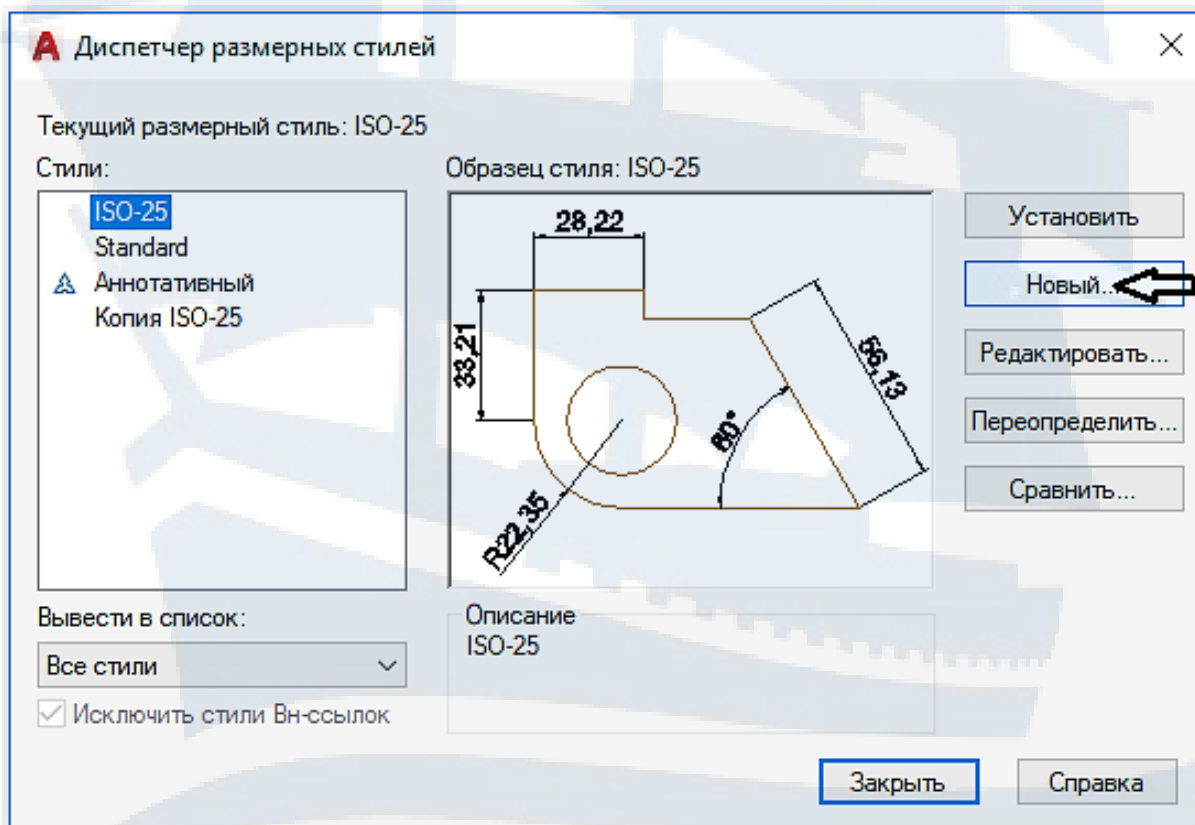 Диспетчер размерных стилей
Текущий размерный стиль: ISO-25
Стили:
ISO-25
Standard
Аннотативный
Копия ISO-25
Образец стиля: ISO-25
28,22
33,21
56,13
60°
R22,35
Установить
Новый...
Редактировать...
Переопределить...
Сравнить...
Вывести в список:
Все стили
Исключить стили Вн-ссылок
Описание
ISO-25
Закрыть
Справка